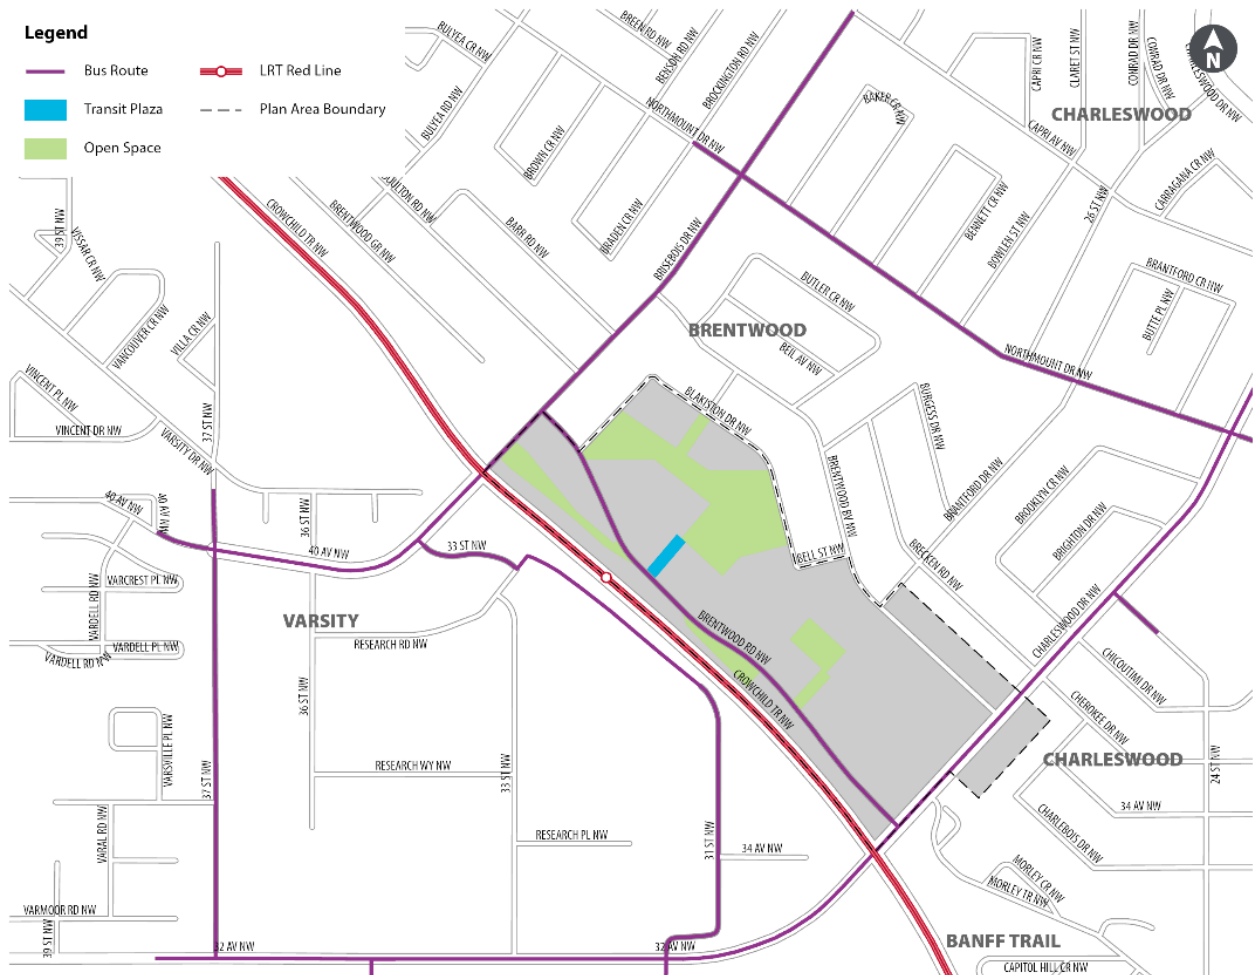 Legend
Bus Route
LRT Red Line
Transit Plaza
Plan Area Boundary
Open Space
N
BULYEA CR NW
BREEN RD NW
BENSON RD NW
BROCKINGTON RD NW
CAPRI CR NW
CLARET ST NW
CONRAD DR NW
CONRAD DR NW
CHARLESWOOD
BULYEA RD NW
NORTHMOUNT DR NW
BAKER CR NW
CAPRI AV NW
BROWN CR NW
CARRAGANA CR NW
39 ST NW
VISSAR CR NW
CROWCHILD TR NW
BRENTWOOD GR NW
BARR RD NW
BRADEN CR NW
BRISEBOIS DR NW
BENNETT CR NW
BOWLEN ST NW
26 ST NW
BRANTFORD CR NW
BUTLER CR NW
BUTTE PL NW
VANCOUVER CR NW
VILLA CR NW
BRENTWOOD
BEIL AV NW
NORTHMOUNT DR NW
VINCENT PL NW
VINCENT DR NW
37 ST NW
VARSITY DR NW
BLAKISTON DR NW
BURGESS DR NW
BRENTWOOD BV NW
BRANTFORD DR NW
BROOKLYN CR NW
BRIGHTON DR NW
40 AV NW
40 AV NW
36 ST NW
40 AV NW
33 ST NW
BELL ST NW
BRECKEN RD NW
VARCREST PL NW
VARDELL RD NW
VARDELL PL NW
VARDELL RD NW
VARSITY
RESEARCH RD NW
BRENTWOOD RD NW
CROWCHILD TR NW
CHARLESWOOD DR NW
CHICOUTIMI DR NW
CHEROKEE DR NW
36 ST NW
VARSVILLE PL NW
37 ST NW
RESEARCH WY NW
33 ST NW
CHARLESWOOD
24 ST NW
34 AV NW
CHARLEBOIS DR NW
VARAL RD NW
RESEARCH PL NW
31 ST NW
34 AV NW
MORLEY CR NW
MORLEY TR NW
VARMOOR RD NW
39 ST NW
32 AV NW
32 AV NW
BANFF TRAIL
CAPITOL HILL CR NW